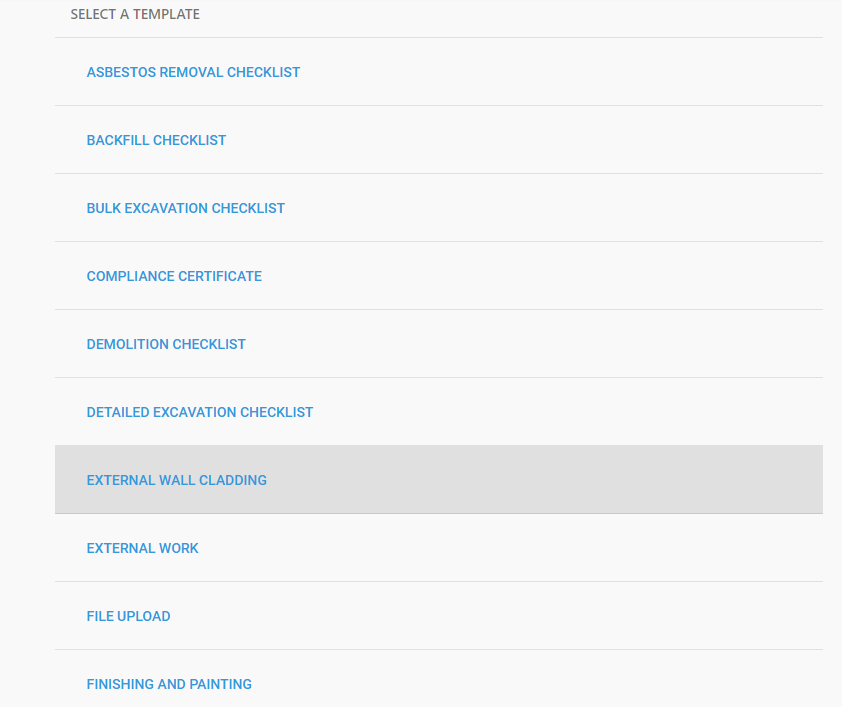 SELECT A TEMPLATE
ASBESTOS REMOVAL CHECKLIST
BACKFILL CHECKLIST
BULK EXCAVATION CHECKLIST
COMPLIANCE CERTIFICATE
DEMOLITION CHECKLIST
DETAILED EXCAVATION CHECKLIST
EXTERNAL WALL CLADDING
EXTERNAL WORK
FILE UPLOAD
FINISHING AND PAINTING